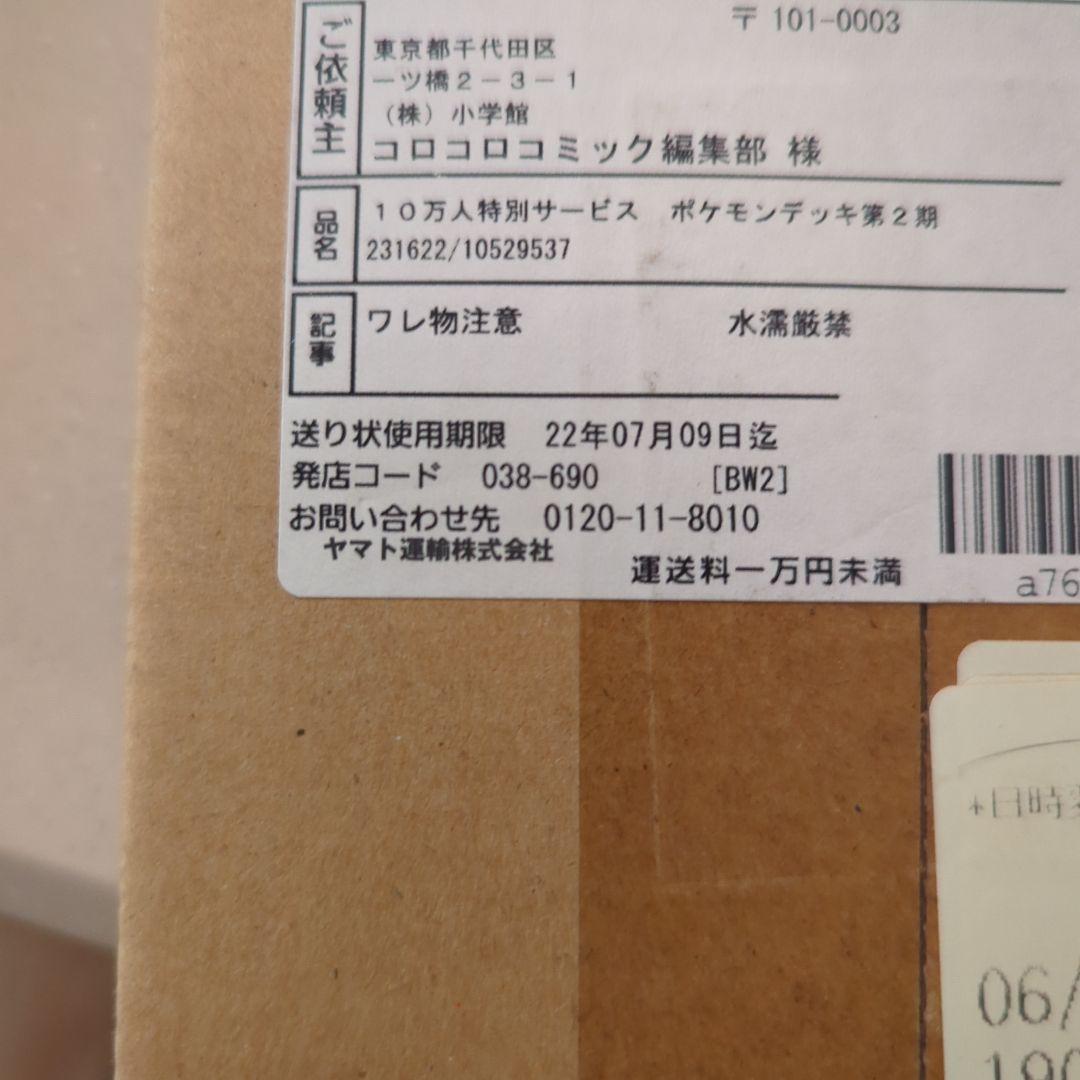 〒 101-0003
ご依頼主
東京都千代田区
一ツ橋2-3-1
(株) 小学館
コロコロコミック編集部 様
品名
10万人特別サービス ポケモンデッキ第2期
231622/10529537
記事
ワレ物注意 水濡厳禁
送り状使用期限 22年07月09日迄
発店コード 038-690 [BW2]
お問い合わせ先 0120-11-8010
ヤマト運輸株式会社
運送料一万円未満
a76
+日時
06/
190